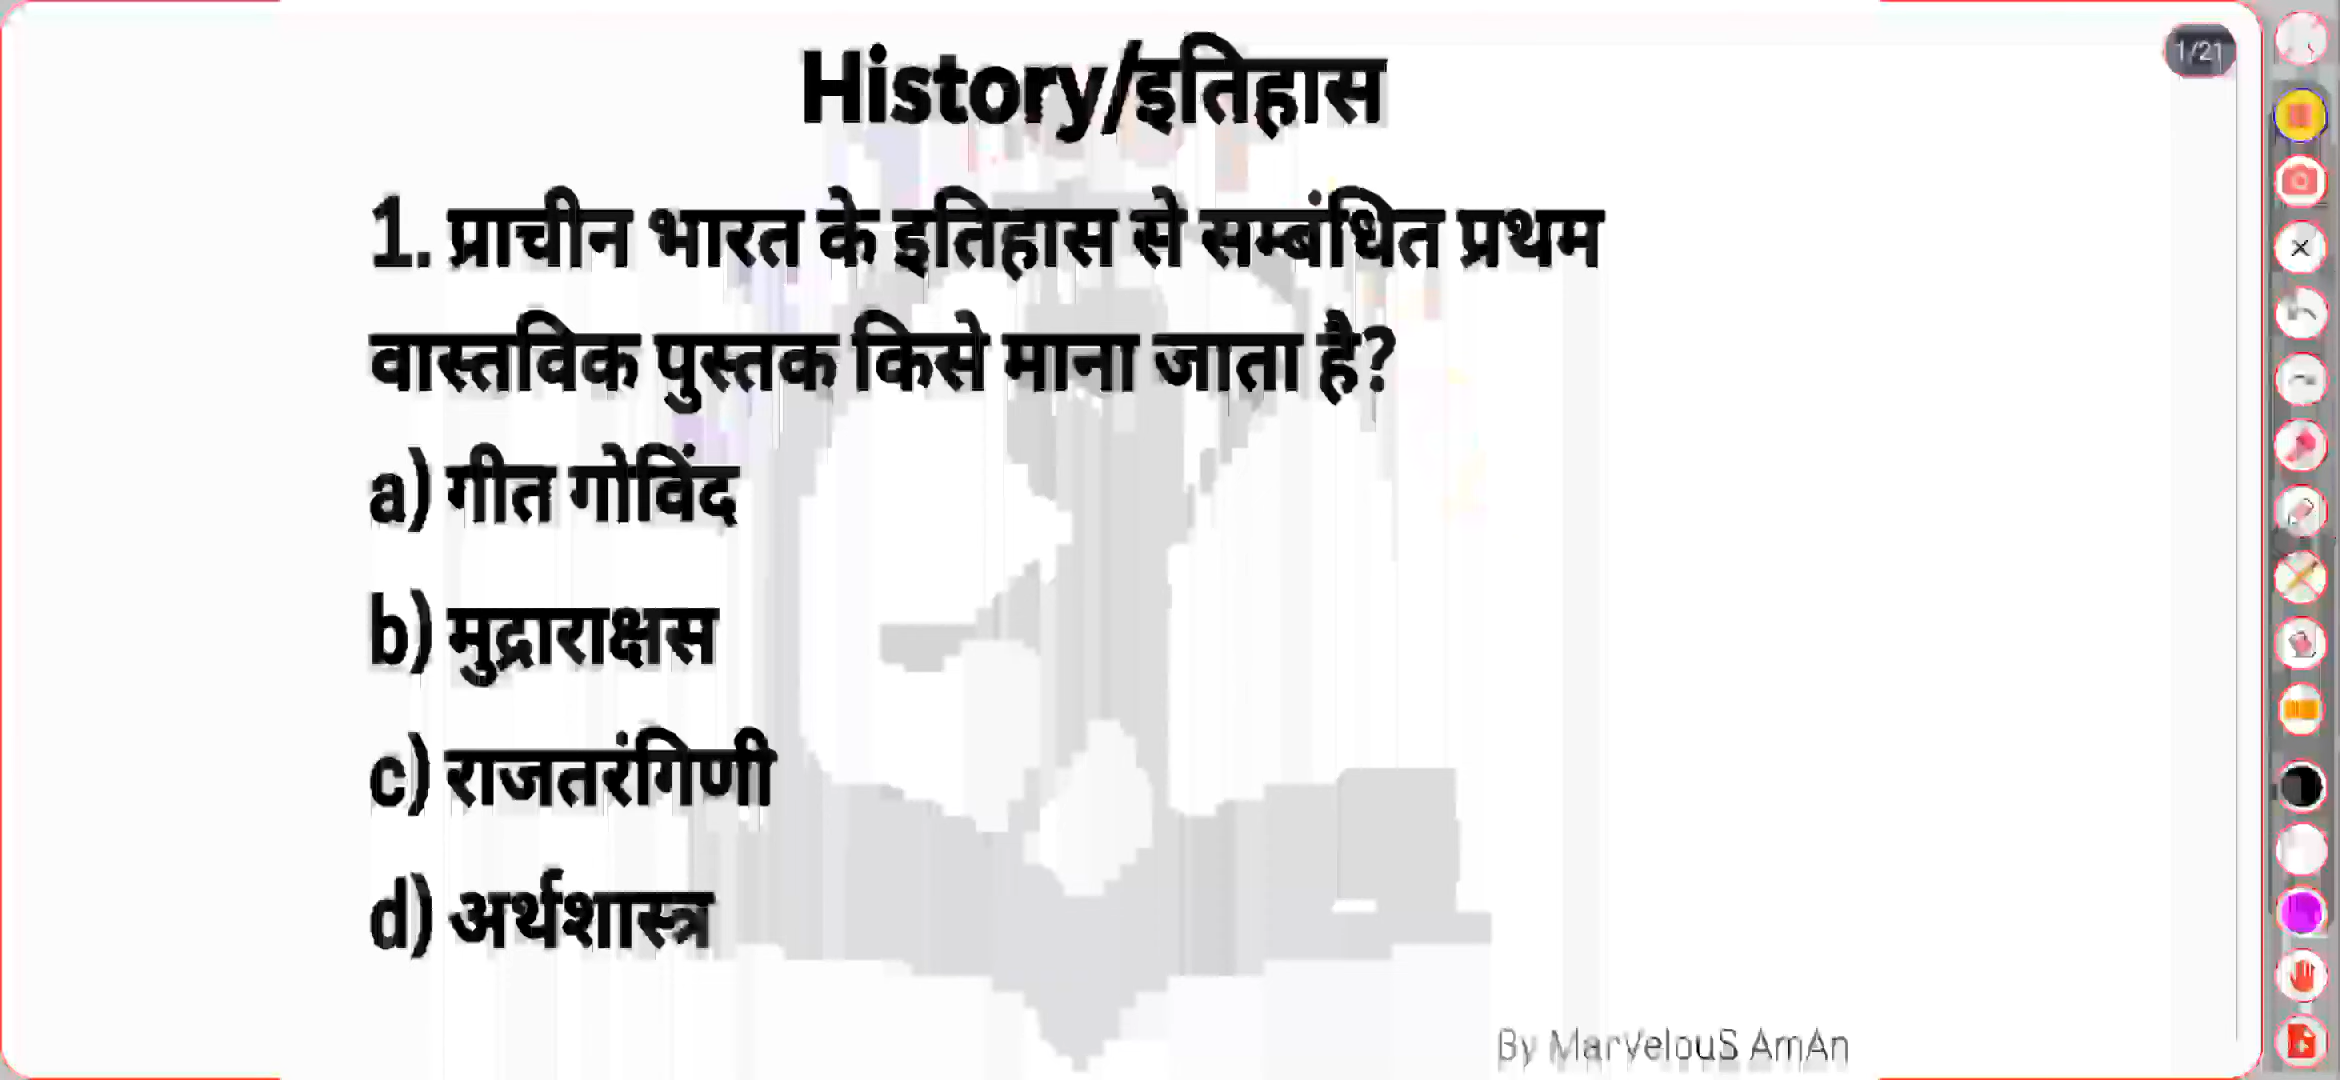 1/21
History/इतिहास
1. प्राचीन भारत के इतिहास से सम्बंधित प्रथम
वास्तविक पुस्तक किसे माना जाता है?
a) गीत गोविंद
b) मुद्राराक्षस
c) राजतरंगिणी
d) अर्थशास्त्र
By MarVelouS AmAn